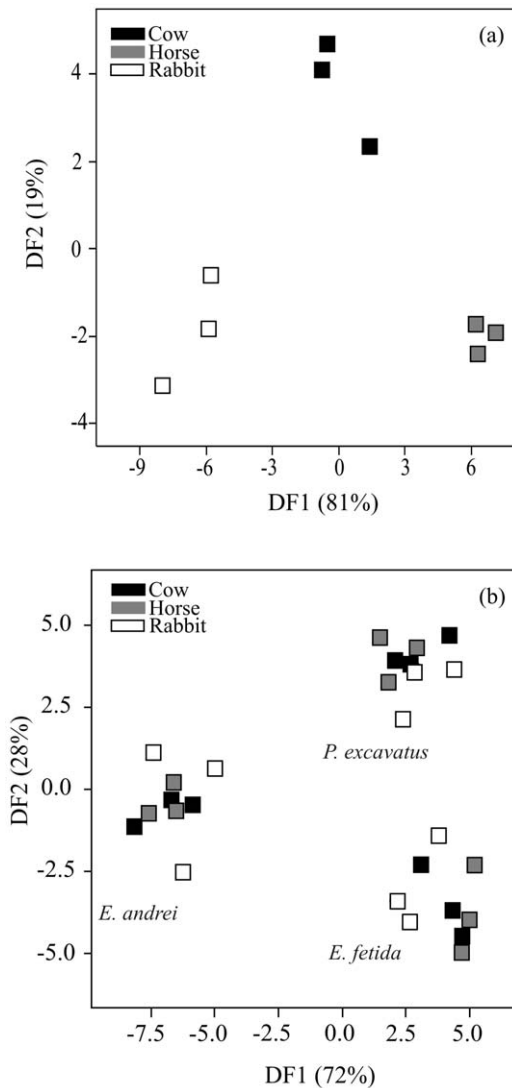 (a)
Cow
Horse
Rabbit
4
2
0
-2
-4
DF2 (19%)
-9 -6 -3 0 3 6
DF1 (81%)
(b)
Cow
Horse
Rabbit
5.0
2.5
0.0
-2.5
-5.0
DF2 (28%)
P. excavatus
E. andrei
E. fetida
-7.5 -5.0 0.0 2.5 5.0
DF1 (72%)